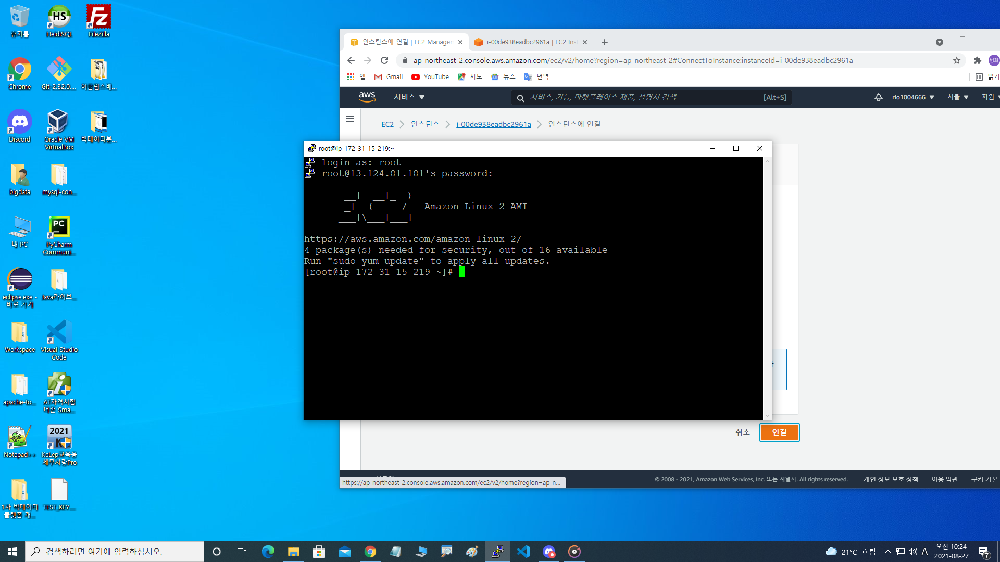 휴지통
HeidiSQL
FileZilla
Chrome
Git-2.32.0....
이클립스배...
Discord
Oracle VM
VirtualBox
빅데이터분...
bigdata
mysql-con...
내 PC
PyCharm
Communi...
eclipse.exe -
바로 가기
Java라이브...
Workspace
Visual Studio
Code
apache-to...
AT자격시험
더존 Sma...
Notepad++
KcLep교육용
세무사랑Pro
1차 빅데이터
플랫폼 개...
TEST_KEY....
인스턴스에 연결 | EC2 Managem
i-00de938eadbc2961a | EC2 Inst
ap-northeast-2.console.aws.amazon.com/ec2/v2/home?region=ap-northeast-2#ConnectToInstance:instanceId=i-00de938eadbc2961a
병화
앱
Gmail
YouTube
지도
뉴스
번역
읽기
aws
서비스
서비스, 기능, 마켓플레이스 제품, 설명서 검색
[Alt+S]
rio1004666
서울
지원
EC2
인스턴스
i-00de938eadbc2961a
인스턴스에 연결
root@ip-172-31-15-219:~
login as: root
root@13.124.81.181's password:
__|  __|_  )
_|  (     /   Amazon Linux 2 AMI
___|\___|___|
https://aws.amazon.com/amazon-linux-2/
4 package(s) needed for security, out of 16 available
Run "sudo yum update" to apply all updates.
[root@ip-172-31-15-219 ~]#
취소
연결
https://ap-northeast-2.console.aws.amazon.com/ec2/v2/home?region=ap-n...
© 2008 - 2021, Amazon Web Services, Inc. 또는 계열사. All rights reserved.
개인 정보 보호 정책
이용 약관
쿠키 기본
검색하려면 여기에 입력하십시오.
21°C 흐림
A
오전 10:24
2021-08-27
7